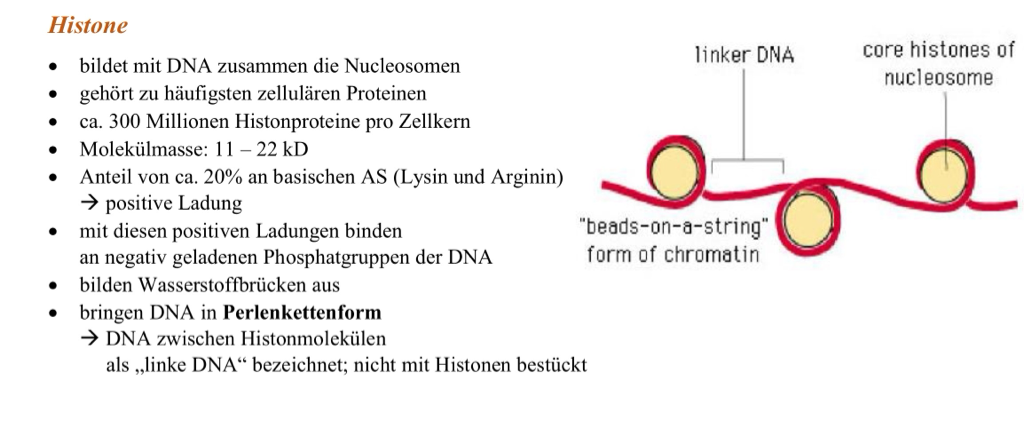 Histone
• bildet mit DNA zusammen die Nucleosomen
• gehört zu häufigsten zellulären Proteinen
• ca. 300 Millionen Histonproteine pro Zellkern
• Molekülmasse: 11 – 22 kD
• Anteil von ca. 20% an basischen AS (Lysin und Arginin)
→ positive Ladung
• mit diesen positiven Ladungen binden
an negativ geladenen Phosphatgruppen der DNA
• bilden Wasserstoffbrücken aus
• bringen DNA in Perlenkettenform
→ DNA zwischen Histonmolekülen
als „linke DNA“ bezeichnet; nicht mit Histonen bestückt
linker DNA
core histones of
nucleosome
"beads-on-a-string"
form of chromatin